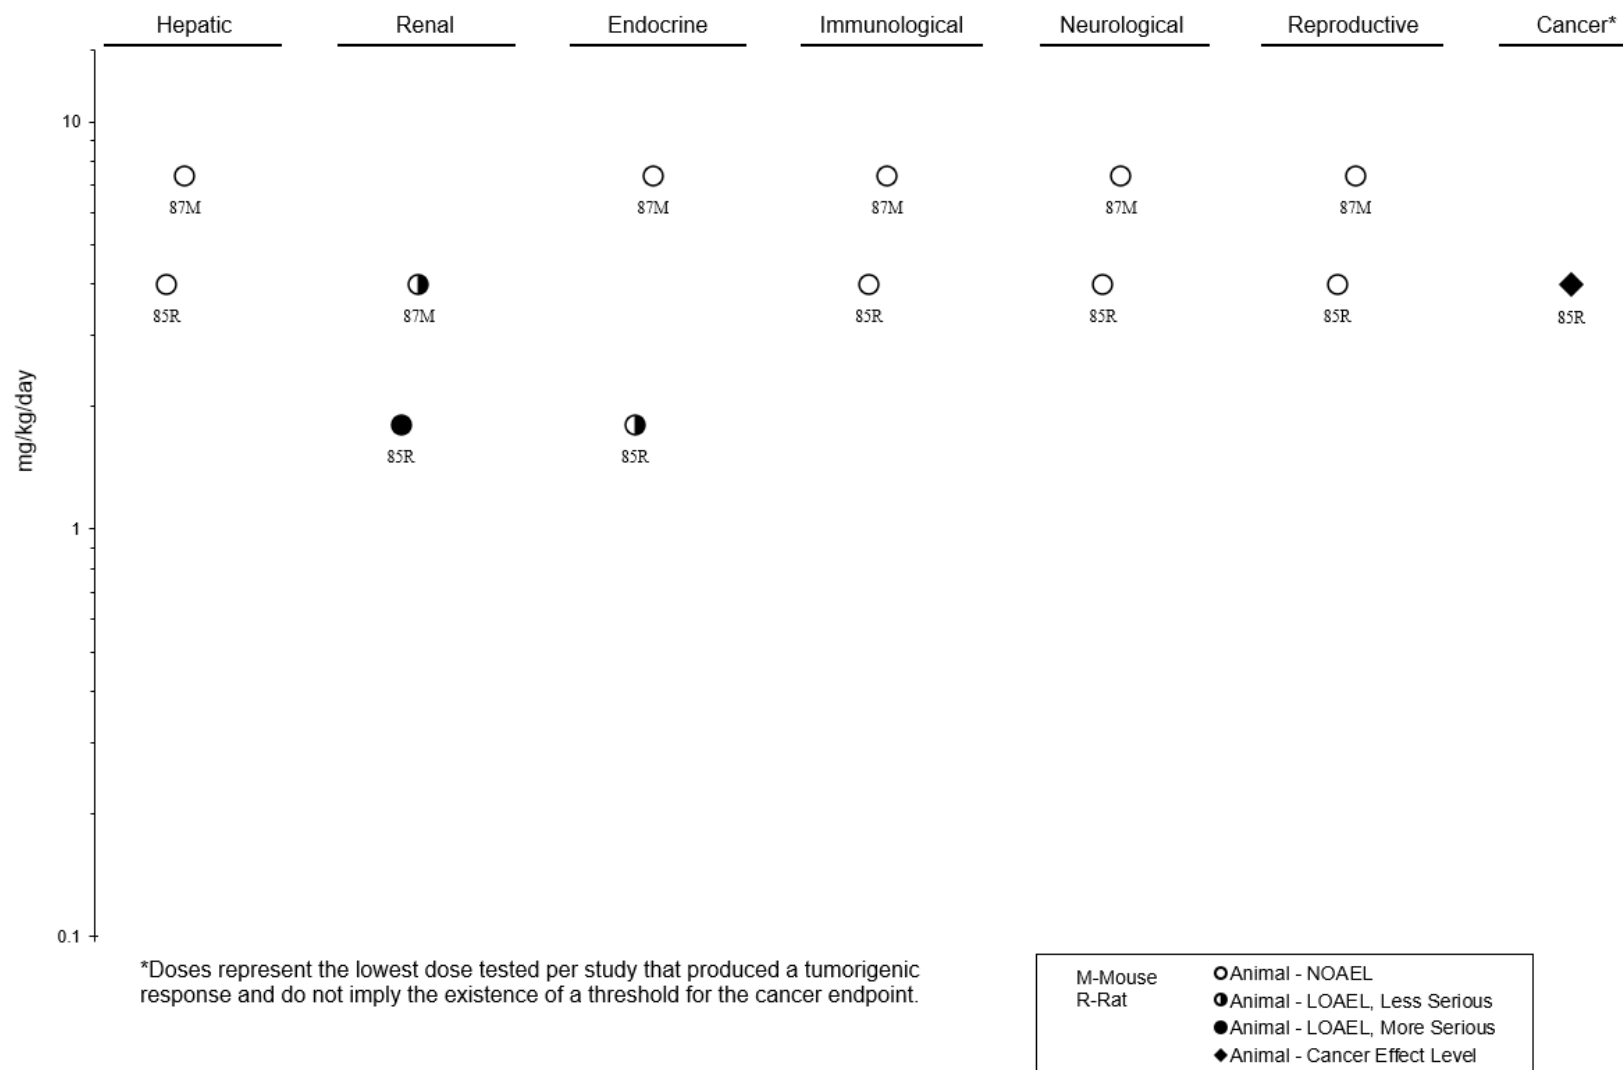 Hepatic Renal Endocrine Immunological Neurological Reproductive Cancer*
10
87M 87M 87M 87M 87M
85R 87M 85R 85R 85R 85R
mg/kg/day
85R 85R
1
0.1
*Doses represent the lowest dose tested per study that produced a tumorigenic
response and do not imply the existence of a threshold for the cancer endpoint.
M-Mouse
R-Rat
Animal - NOAEL
Animal - LOAEL, Less Serious
Animal - LOAEL, More Serious
Animal - Cancer Effect Level